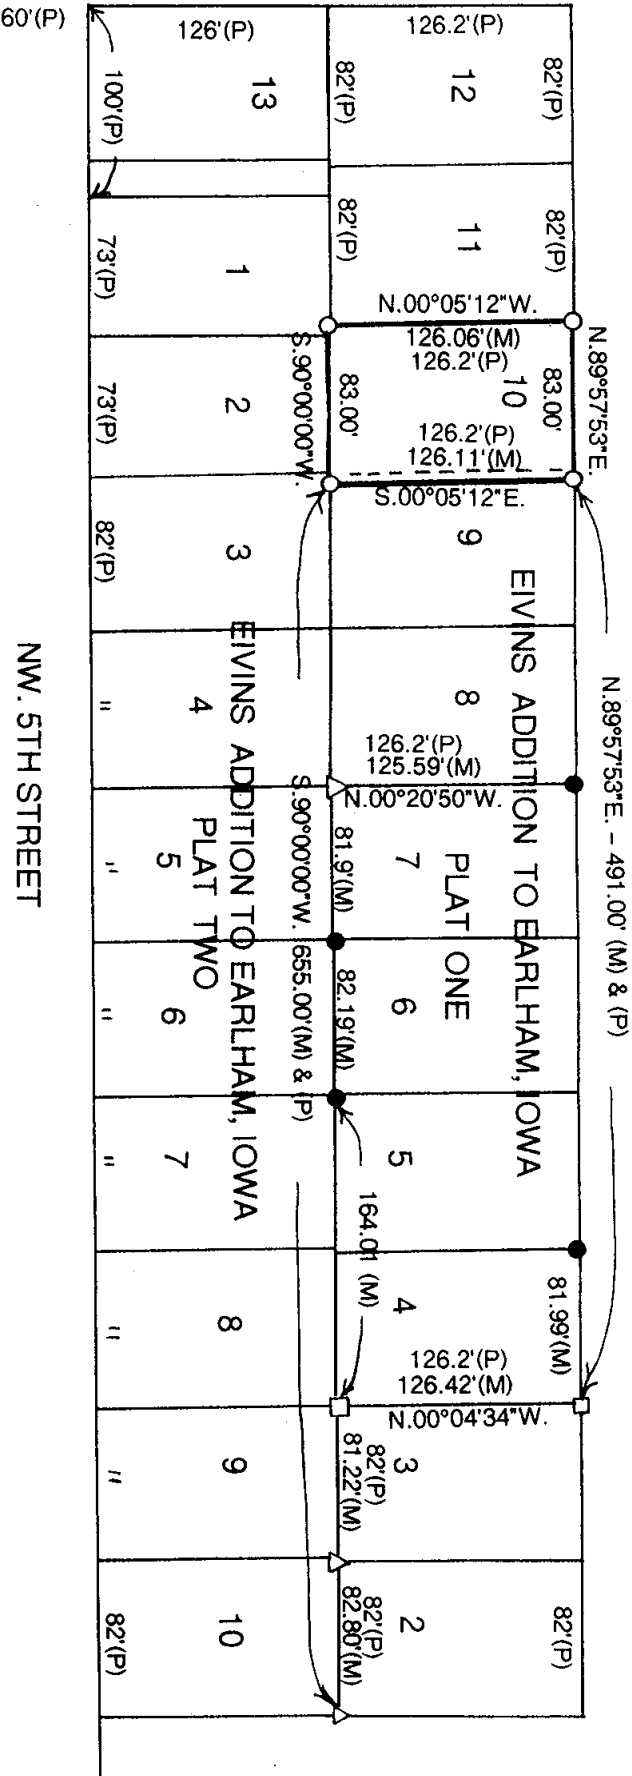 60'(P)
126'(P)
126.2'(P)
100'(P)
13
82'(P)
12
82'(P)
73'(P)
1
82'(P)
11
82'(P)
N.00°05'12"W.
126.06'(M)
126.2'(P)
73'(P)
2
S.90°00'00"W.
83.00'
10
83.00'
N.89°57'53"E.
126.2'(P)
126.11'(M)
S.00°05'12"E.
82'(P)
3
9
NW. 5TH STREET
"
4
8
126.2'(P)
125.59'(M)
N.00°20'50"W.
EIVINS ADDITION TO EARLHAM, IOWA
PLAT TWO
S.90°00'00"W. 655.00'(M) & (P)
EIVINS ADDITION TO EARLHAM, IOWA
PLAT ONE
N.89°57'53"E. – 491.00' (M) & (P)
"
5
81.9'(M)
7
"
6
82.19'(M)
6
"
7
5
164.01 (M)
"
8
4
81.99'(M)
126.2'(P)
126.42'(M)
N.00°04'34"W.
"
9
3
82'(P)
81.22'(M)
82'(P)
10
2
82'(P)
82.80'(M)
82'(P)